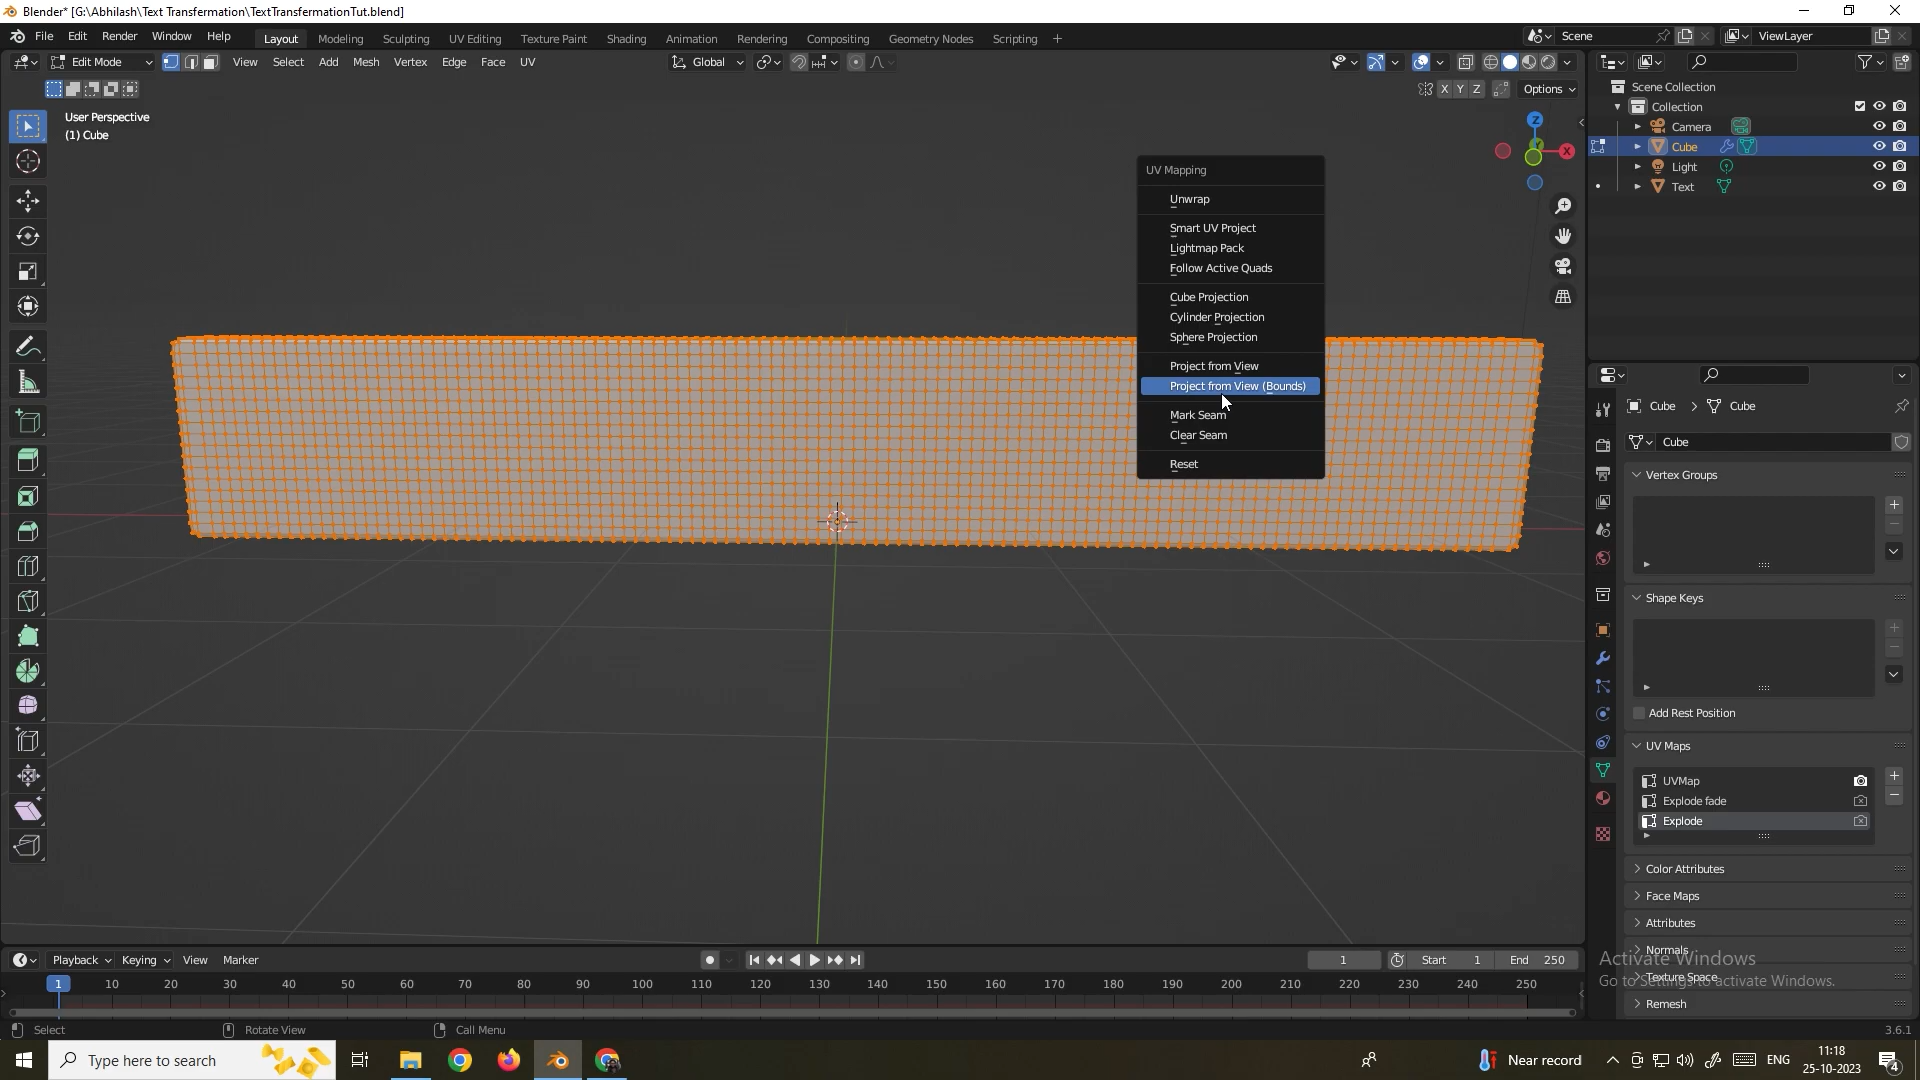 Blender* [G:\Abhilash\Text Transfermation\TextTransfermationTut.blend]
File Edit Render Window Help Layout Modeling Sculpting UV Editing Texture Paint Shading Animation Rendering Compositing Geometry Nodes Scripting + Scene ViewLayer
Edit Mode View Select Add Mesh Vertex Edge Face UV Global
X Y Z Options
User Perspective
(1) Cube
Z
X
UV Mapping
Unwrap
Smart UV Project
Lightmap Pack
Follow Active Quads
Cube Projection
Cylinder Projection
Sphere Projection
Project from View
Project from View (Bounds)
Mark Seam
Clear Seam
Reset
Scene Collection
Collection
Camera
Cube
Light
Text
Cube > Cube
Cube
Vertex Groups
Shape Keys
Add Rest Position
UV Maps
UVMap
Explode fade
Explode
Color Attributes
Face Maps
Attributes
Normals
Texture Space
Remesh
Activate Windows
Go to Settings to activate Windows.
Playback Keying View Marker 1 Start 1 End 250
1 10 20 30 40 50 60 70 80 90 100 110 120 130 140 150 160 170 180 190 200 210 220 230 240 250
Select Rotate View Call Menu 3.6.1
Type here to search Near record ENG 11:18
25-10-2023 4